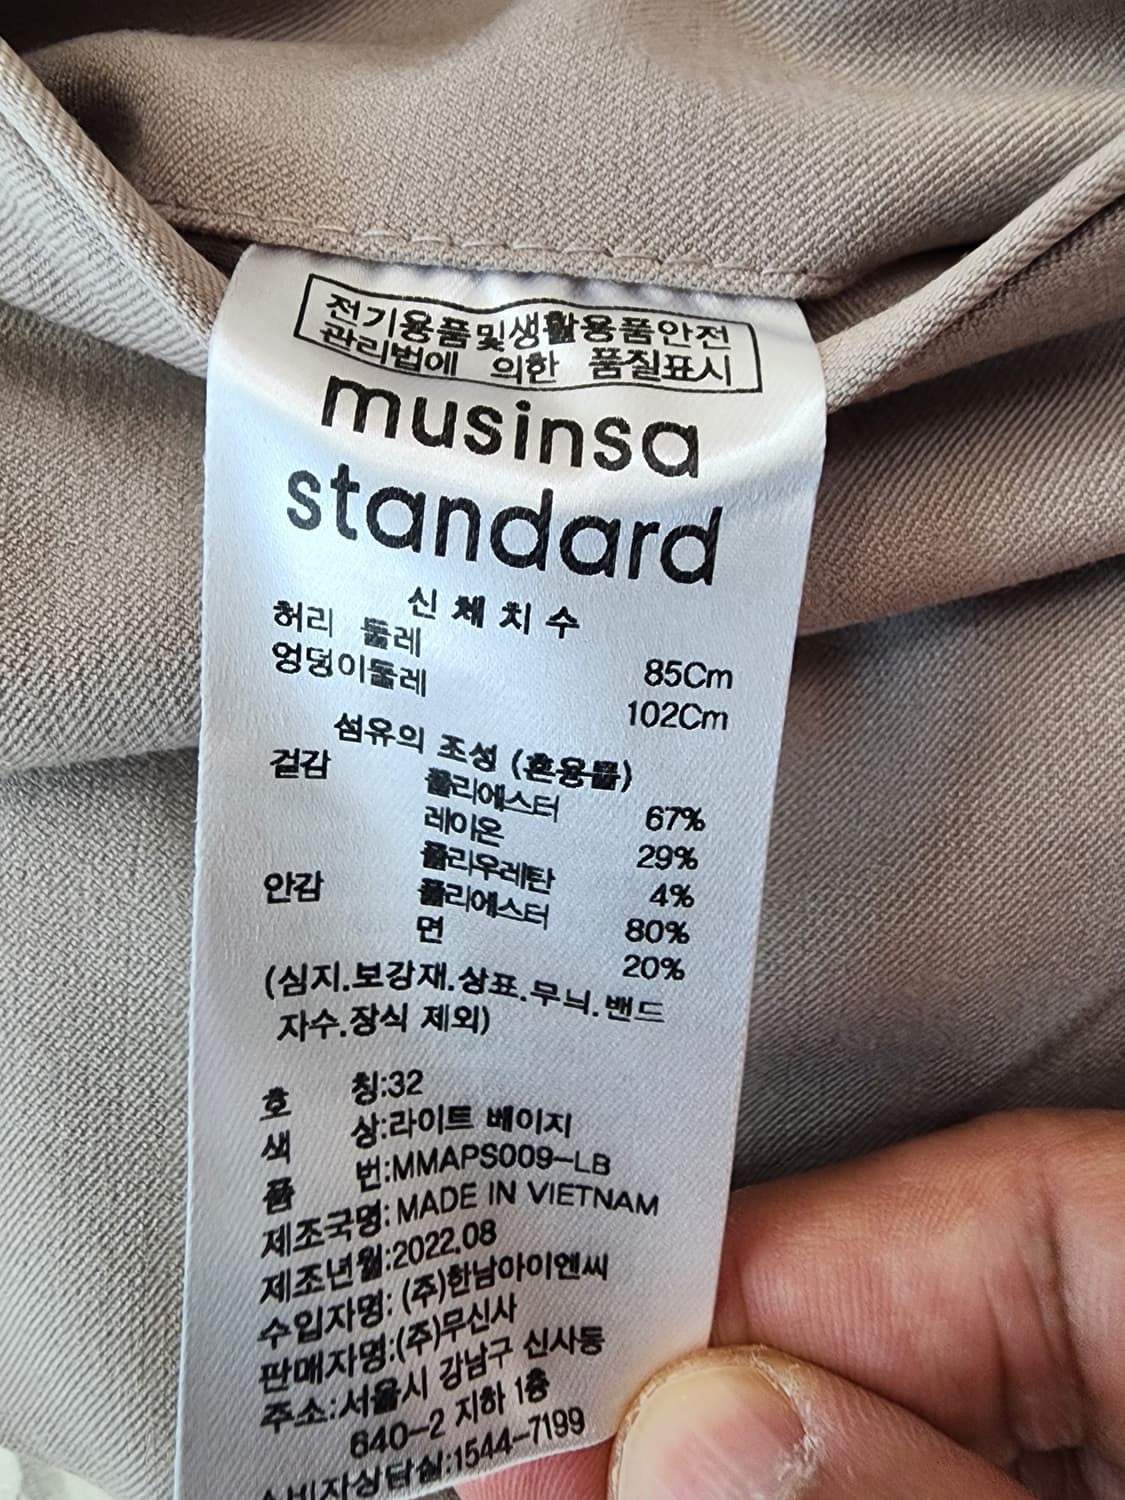 전기용품및생활용품안전
관리법에 의한 품질표시
musinsa
standard
신체치수
허리 둘레 85Cm
엉덩이둘레 102Cm
섬유의 조성 (혼용률)
겉감 폴리에스터 67%
레이온 29%
폴리우레탄 4%
안감 폴리에스터 80%
면 20%
(심지.보강재.상표.무늬.밴드
자수.장식 제외)
호 칭:32
색 상:라이트 베이지
품 번:MMAPS009-LB
제조국명:MADE IN VIETNAM
제조년월:2022.08
수입자명: (주)한남아이엔씨
판매자명:(주)무신사
주소:서울시 강남구 신사동
640-2 지하 1층
소비자상담실:1544-7199